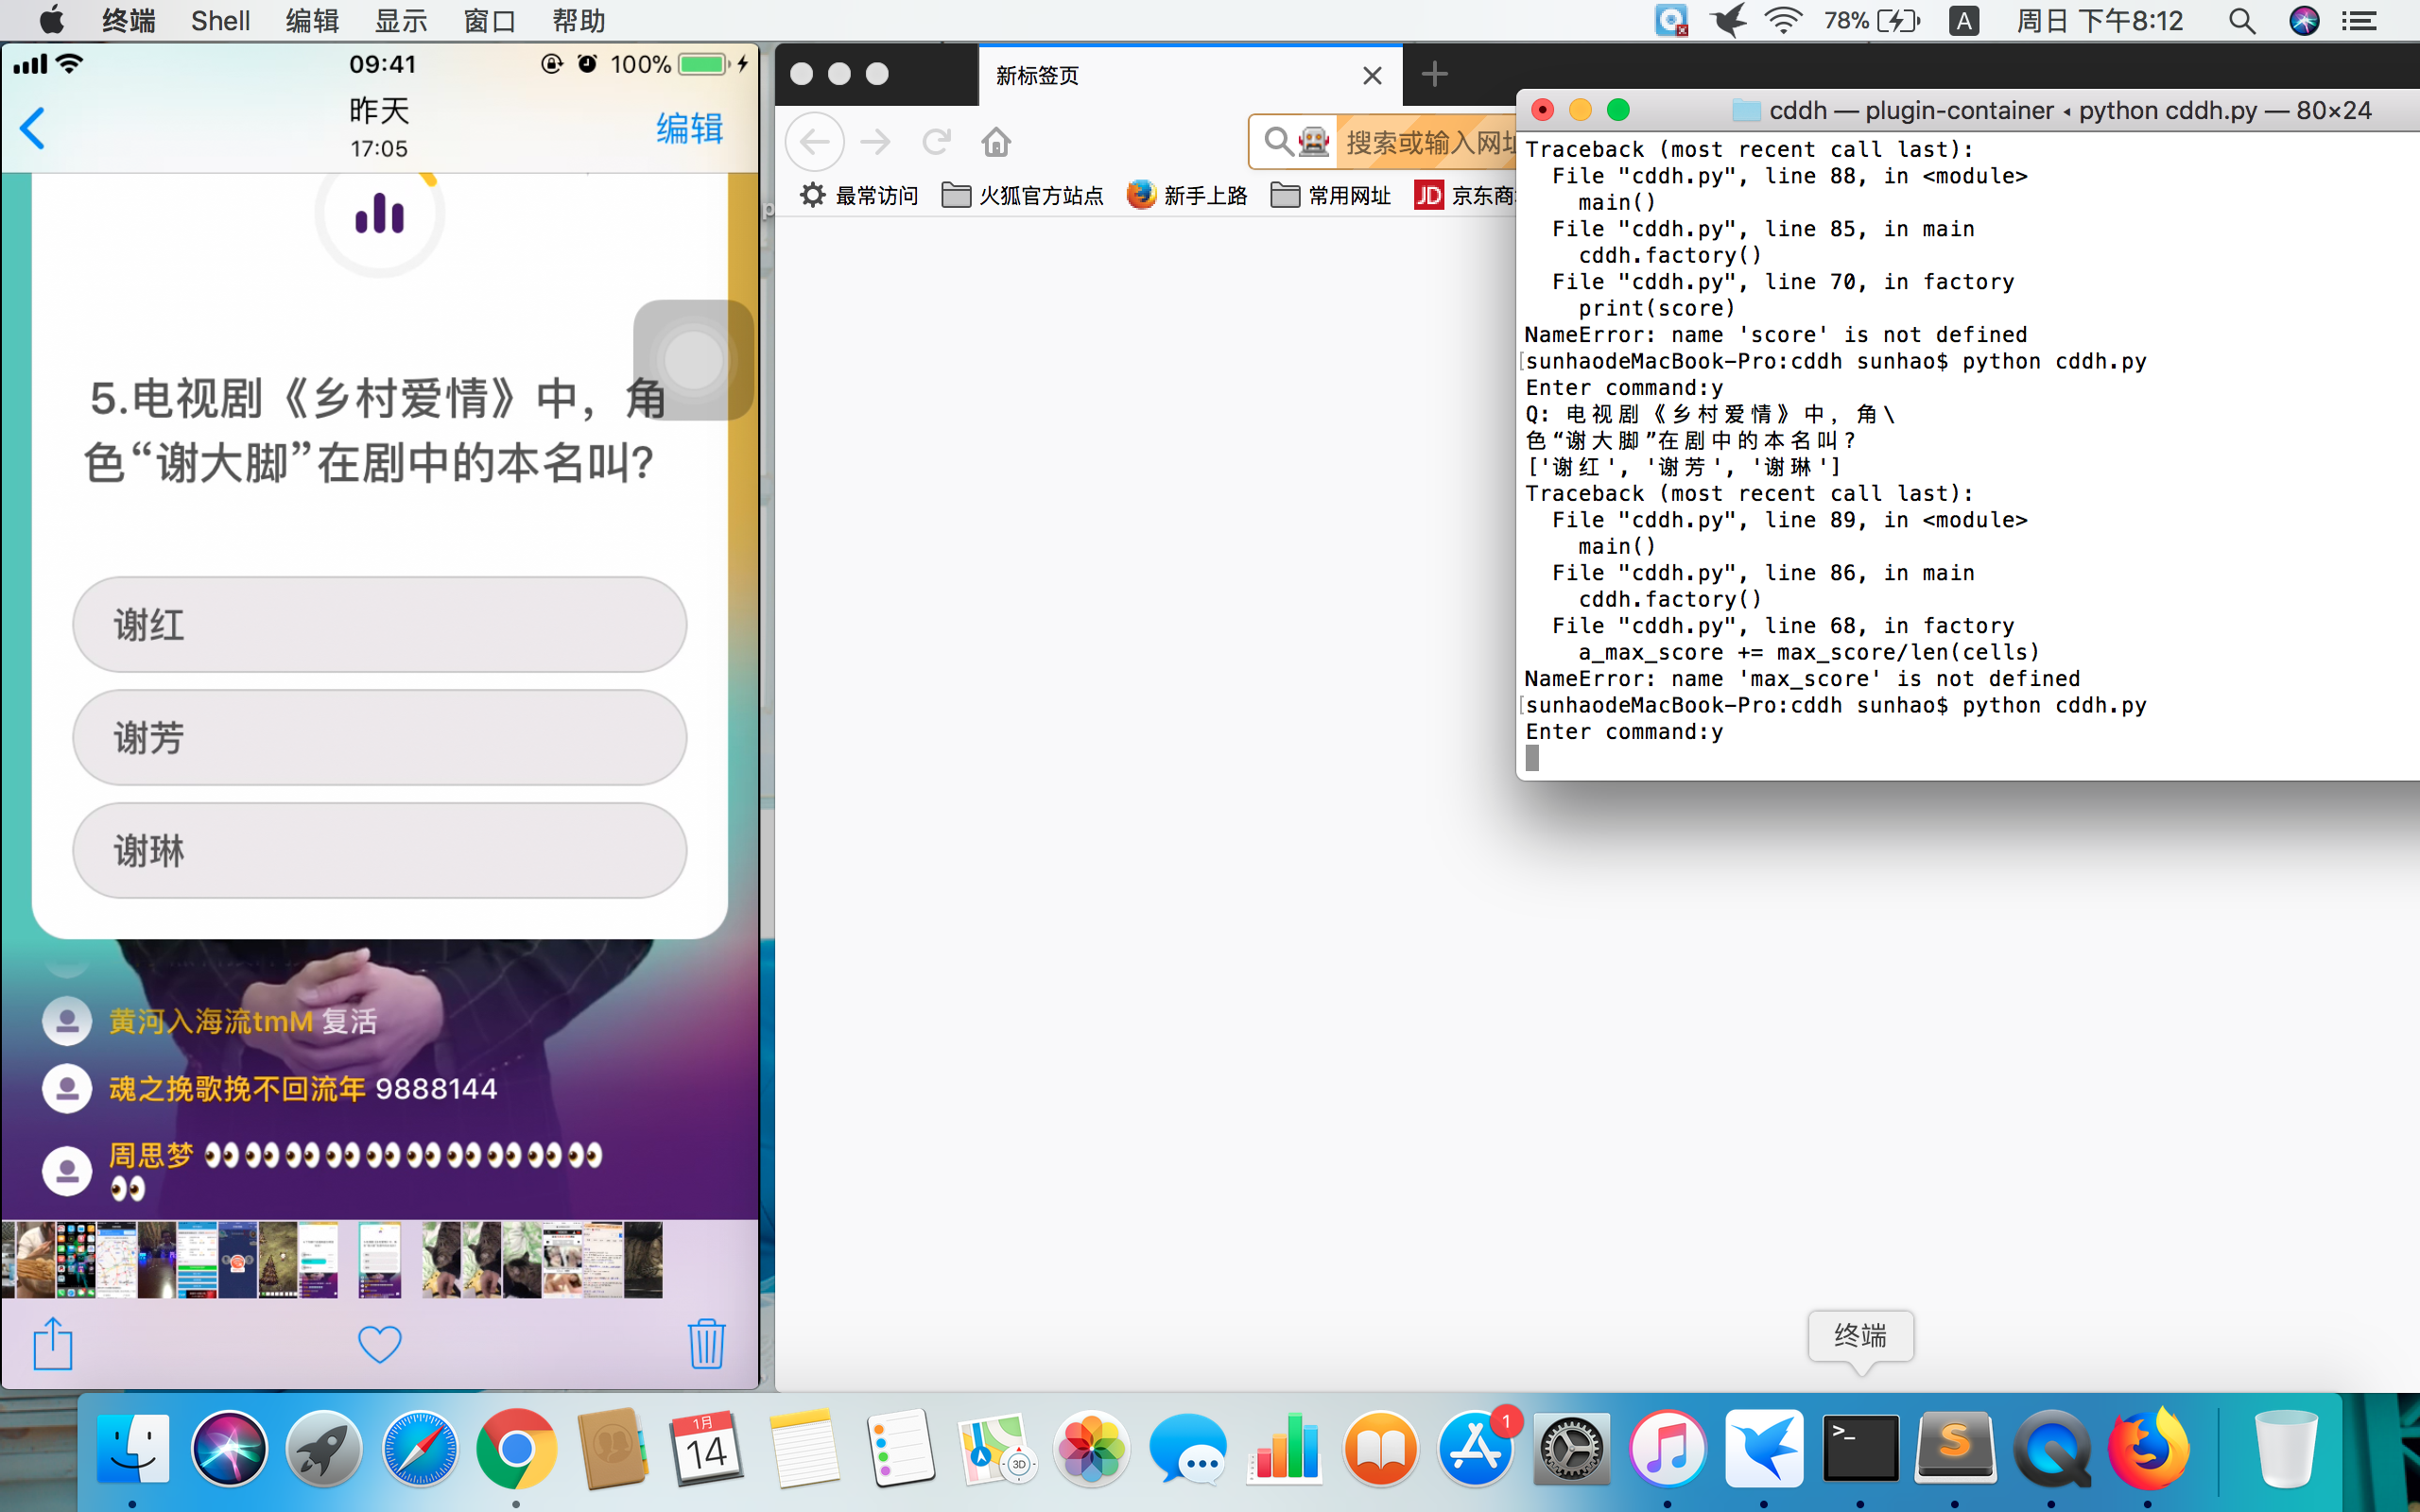 终端 Shell 编辑 显示 窗口 帮助
78% A 周日 下午8:12
09:41 100%
昨天
17:05
编辑
5.电视剧《乡村爱情》中，角
色“谢大脚”在剧中的本名叫?
谢红
谢芳
谢琳
黄河入海流tmM 复活
魂之挽歌挽不回流年 9888144
周思梦 👀👀👀👀👀👀👀👀👀👀
👀
新标签页
搜索或输入网址
最常访问 火狐官方站点 新手上路 常用网址 JD 京东商
cddh — plugin-container ◂ python cddh.py — 80×24
Traceback (most recent call last):
  File "cddh.py", line 88, in <module>
    main()
  File "cddh.py", line 85, in main
    cddh.factory()
  File "cddh.py", line 70, in factory
    print(score)
NameError: name 'score' is not defined
[sunhaodeMacBook-Pro:cddh sunhao$ python cddh.py
Enter command:y
Q: 电视剧《乡村爱情》中, 角\
色“谢大脚”在剧中的本名叫?
['谢红', '谢芳', '谢琳']
Traceback (most recent call last):
  File "cddh.py", line 89, in <module>
    main()
  File "cddh.py", line 86, in main
    cddh.factory()
  File "cddh.py", line 68, in factory
    a_max_score += max_score/len(cells)
NameError: name 'max_score' is not defined
[sunhaodeMacBook-Pro:cddh sunhao$ python cddh.py
Enter command:y
终端
1月
14
3D
1
>_
S